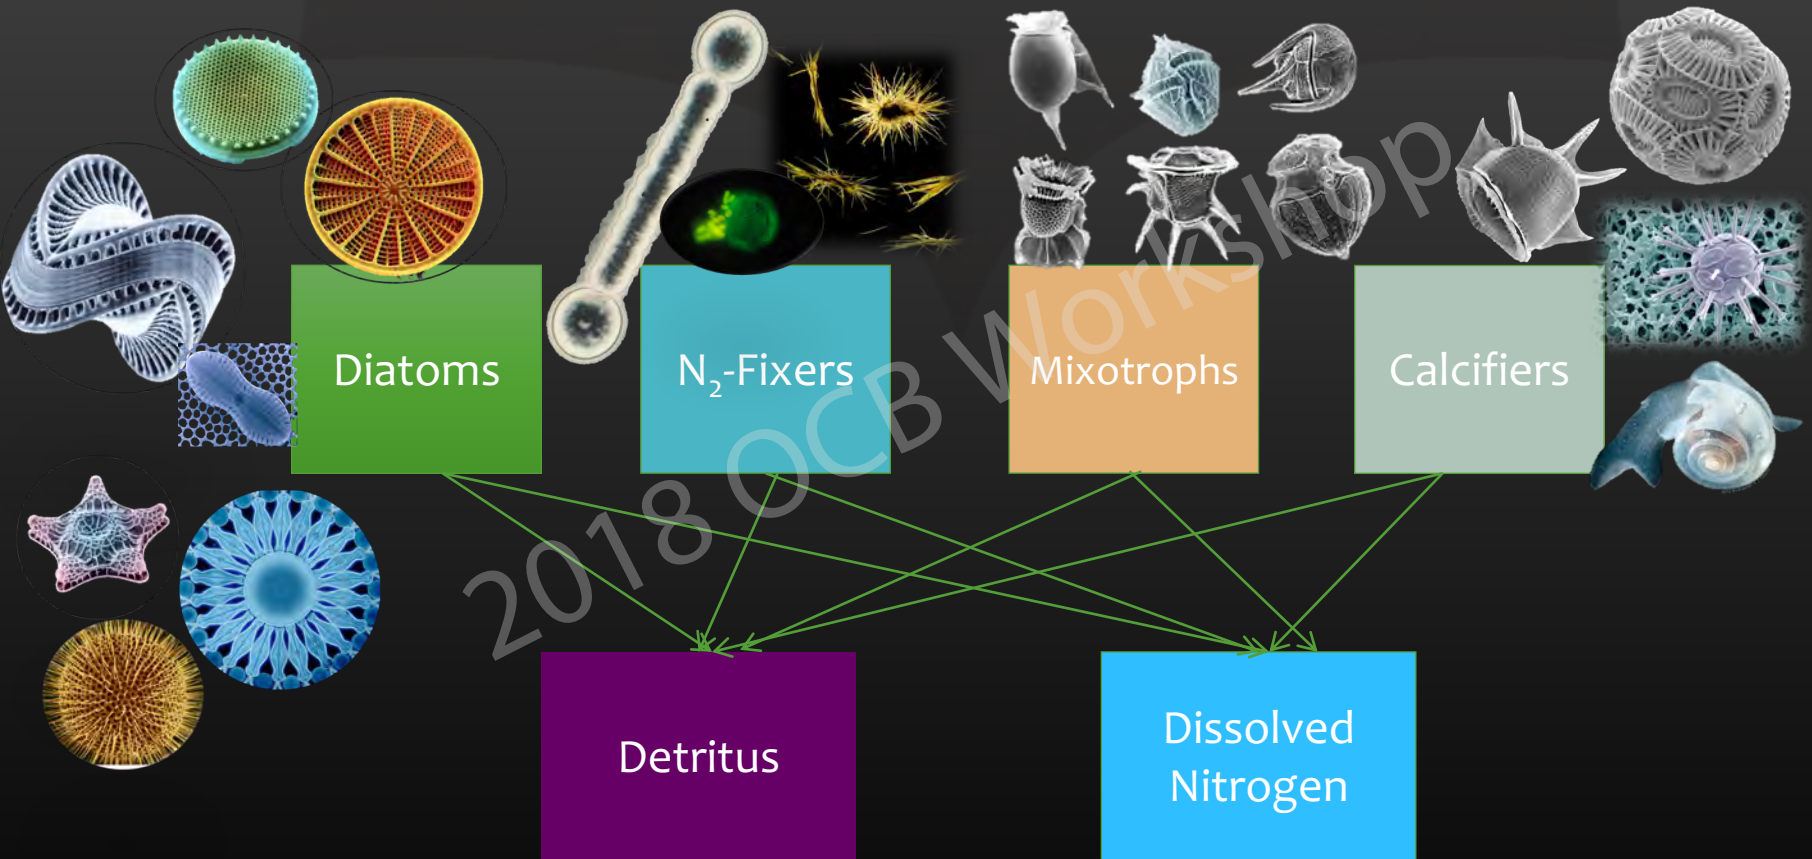 Diatoms
N₂-Fixers
Mixotrophs
Calcifiers
2018 OCB Workshop
Detritus
Dissolved
Nitrogen